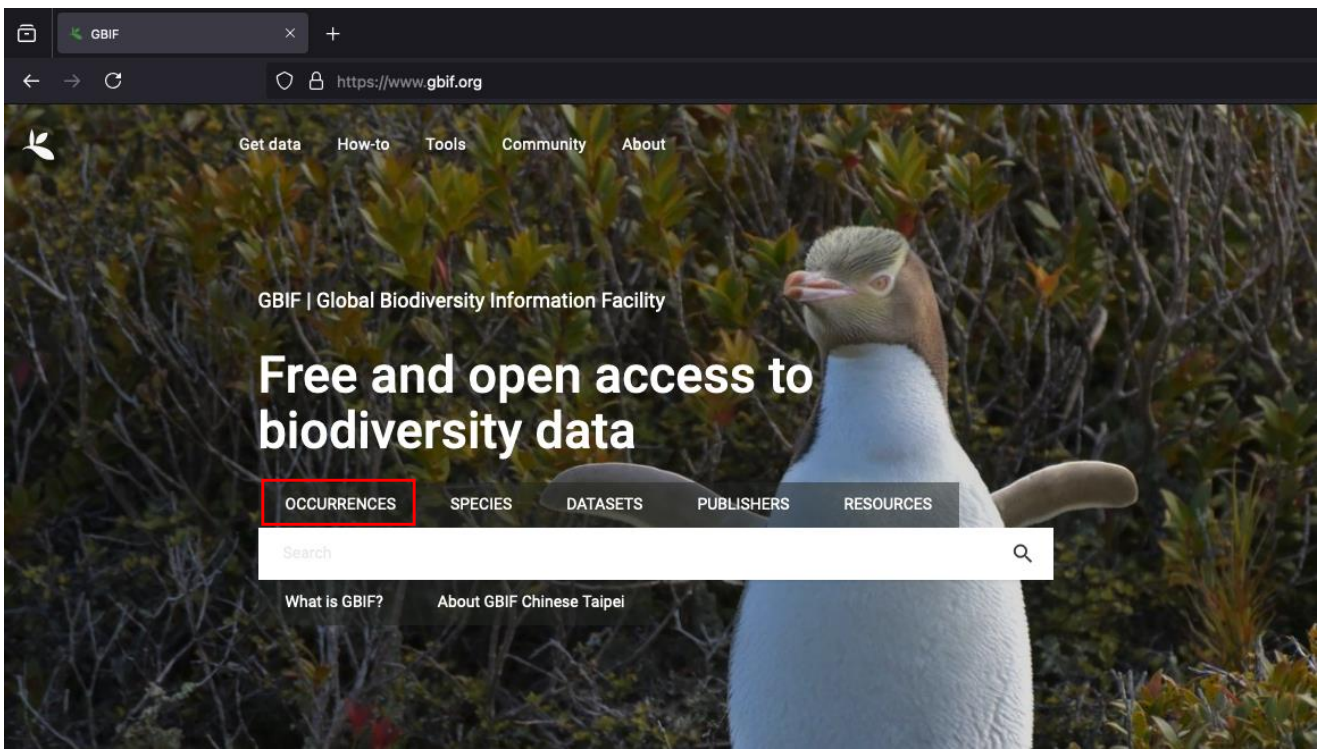 GBIF
https://www.gbif.org
Get data How-to Tools Community About
GBIF | Global Biodiversity Information Facility
Free and open access to
biodiversity data
OCCURRENCES SPECIES DATASETS PUBLISHERS RESOURCES
Search
What is GBIF? About GBIF Chinese Taipei